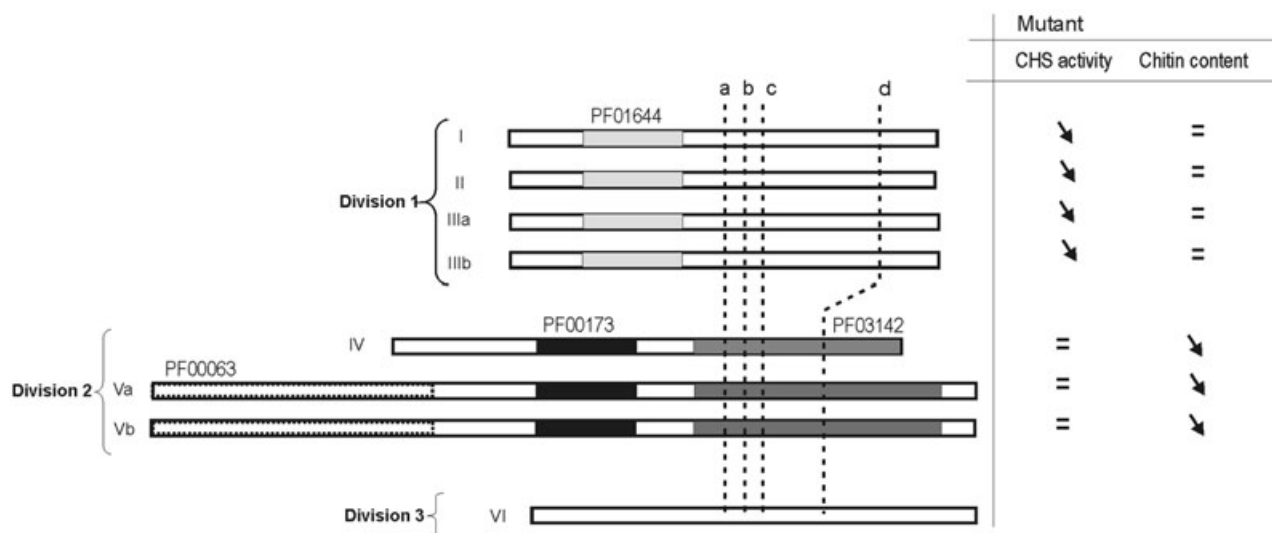 Mutant
CHS activity Chitin content
a b c d
PF01644
I = 
II =
Division 1
IIIa =
IIIb =
PF00173 PF03142
IV =
PF00063
Division 2 Va =
Vb =
Division 3 VI